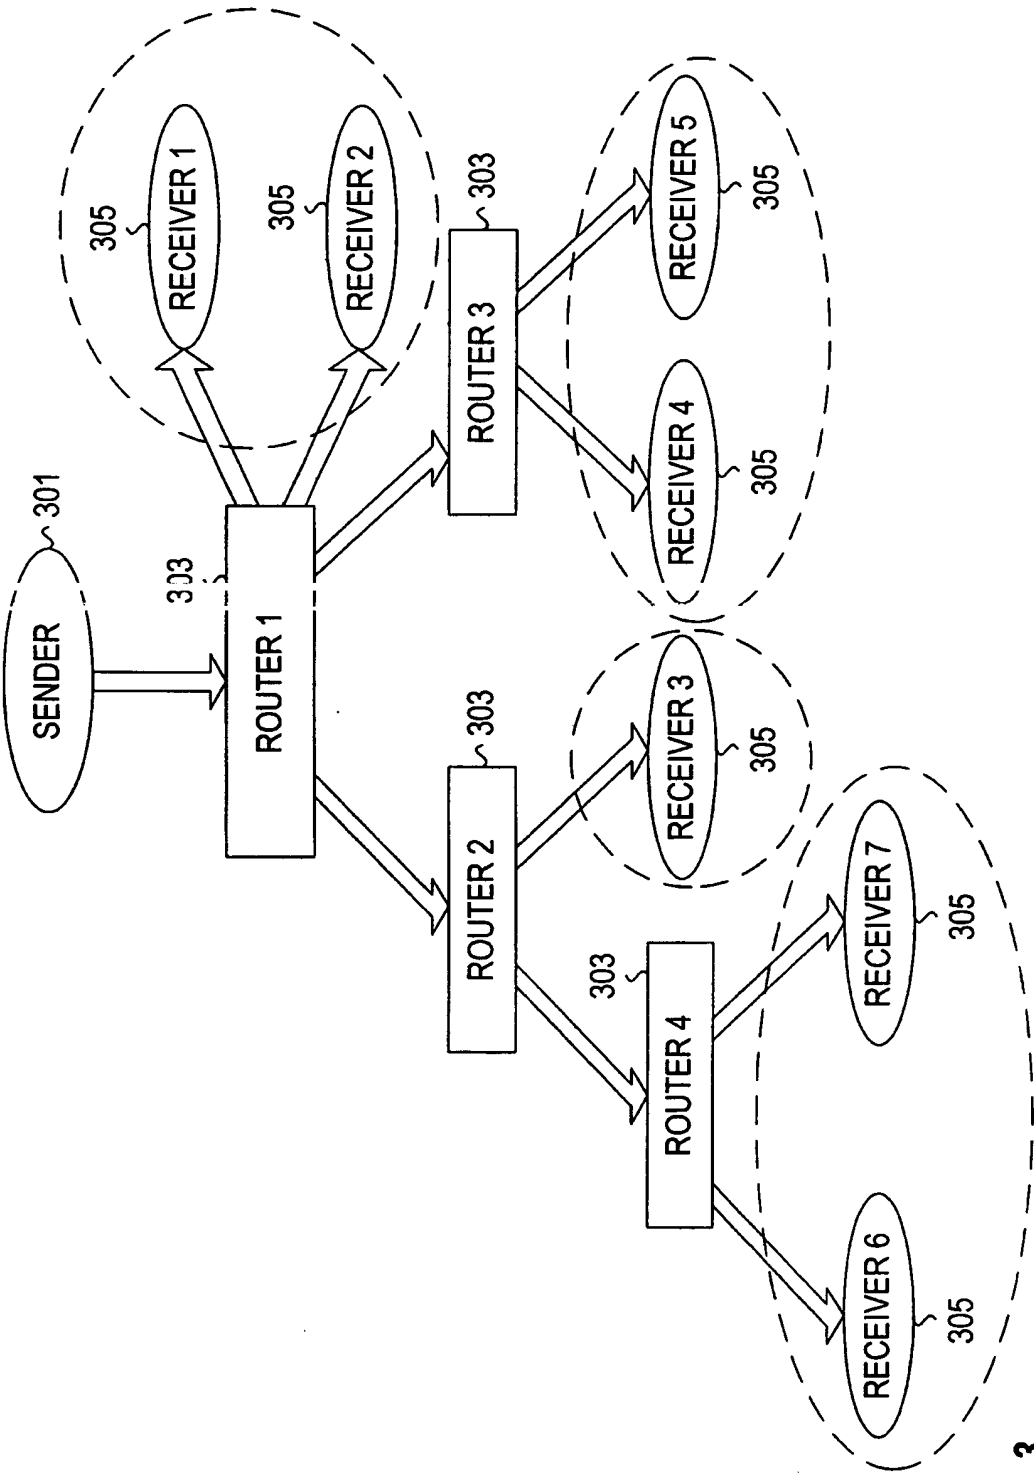 SENDER
301
303
ROUTER 1
305
RECEIVER 1
305
RECEIVER 2
303
ROUTER 2
303
ROUTER 3
303
ROUTER 4
RECEIVER 3
305
RECEIVER 4
305
RECEIVER 5
305
RECEIVER 6
305
RECEIVER 7
305
3